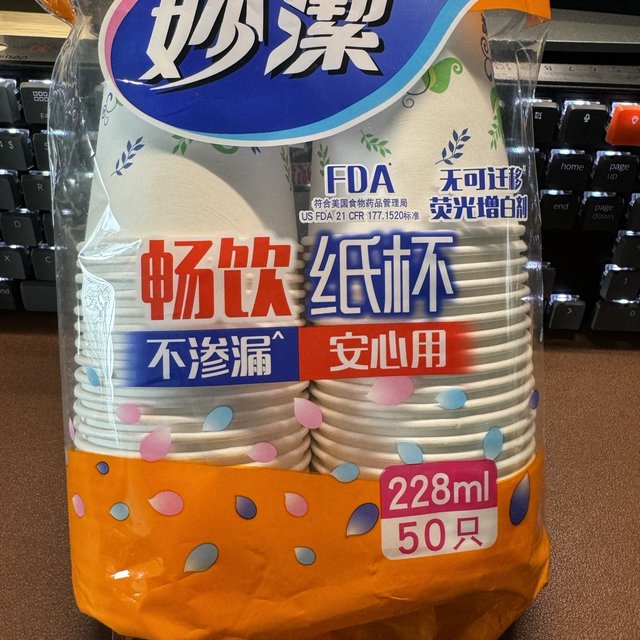 妙潔
FDA
符合美国食物药品管理局
US FDA 21 CFR 177.1520标准
无可迁移
荧光增白剂
畅饮纸杯
不渗漏^
安心用
228ml
50只
home
page up
end
page down